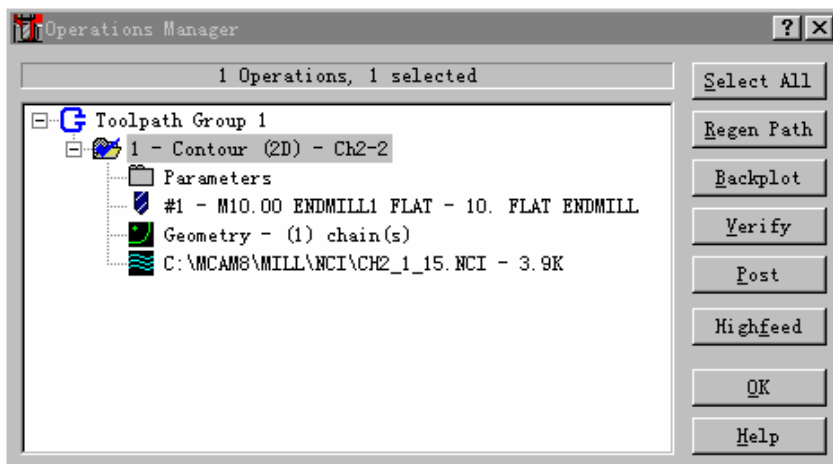 Operations Manager
? ×
1 Operations, 1 selected
Toolpath Group 1
1 - Contour (2D) - Ch2-2
Parameters
#1 - M10.00 ENDMILL1 FLAT - 10. FLAT ENDMILL
Geometry - (1) chain(s)
C:\MCAM8\MILL\NCI\CH2_1_15.NCI - 3.9K
Select All
Regen Path
Backplot
Verify
Post
Highfeed
OK
Help